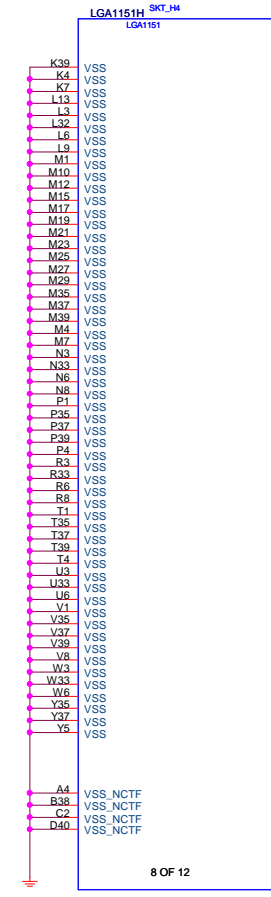 LGA1151H SKT_H4
LGA1151
K39 VSS
K4 VSS
K7 VSS
L13 VSS
L3 VSS
L32 VSS
L6 VSS
L9 VSS
M1 VSS
M10 VSS
M12 VSS
M15 VSS
M17 VSS
M19 VSS
M21 VSS
M23 VSS
M25 VSS
M27 VSS
M29 VSS
M35 VSS
M37 VSS
M39 VSS
M4 VSS
M7 VSS
N3 VSS
N33 VSS
N6 VSS
N8 VSS
P1 VSS
P35 VSS
P37 VSS
P39 VSS
P4 VSS
R3 VSS
R33 VSS
R6 VSS
R8 VSS
T1 VSS
T35 VSS
T37 VSS
T39 VSS
T4 VSS
U3 VSS
U33 VSS
U6 VSS
V1 VSS
V35 VSS
V37 VSS
V39 VSS
V8 VSS
W3 VSS
W33 VSS
W6 VSS
Y35 VSS
Y37 VSS
Y5 VSS
A4 VSS_NCTF
B38 VSS_NCTF
C2 VSS_NCTF
D40 VSS_NCTF
8 OF 12